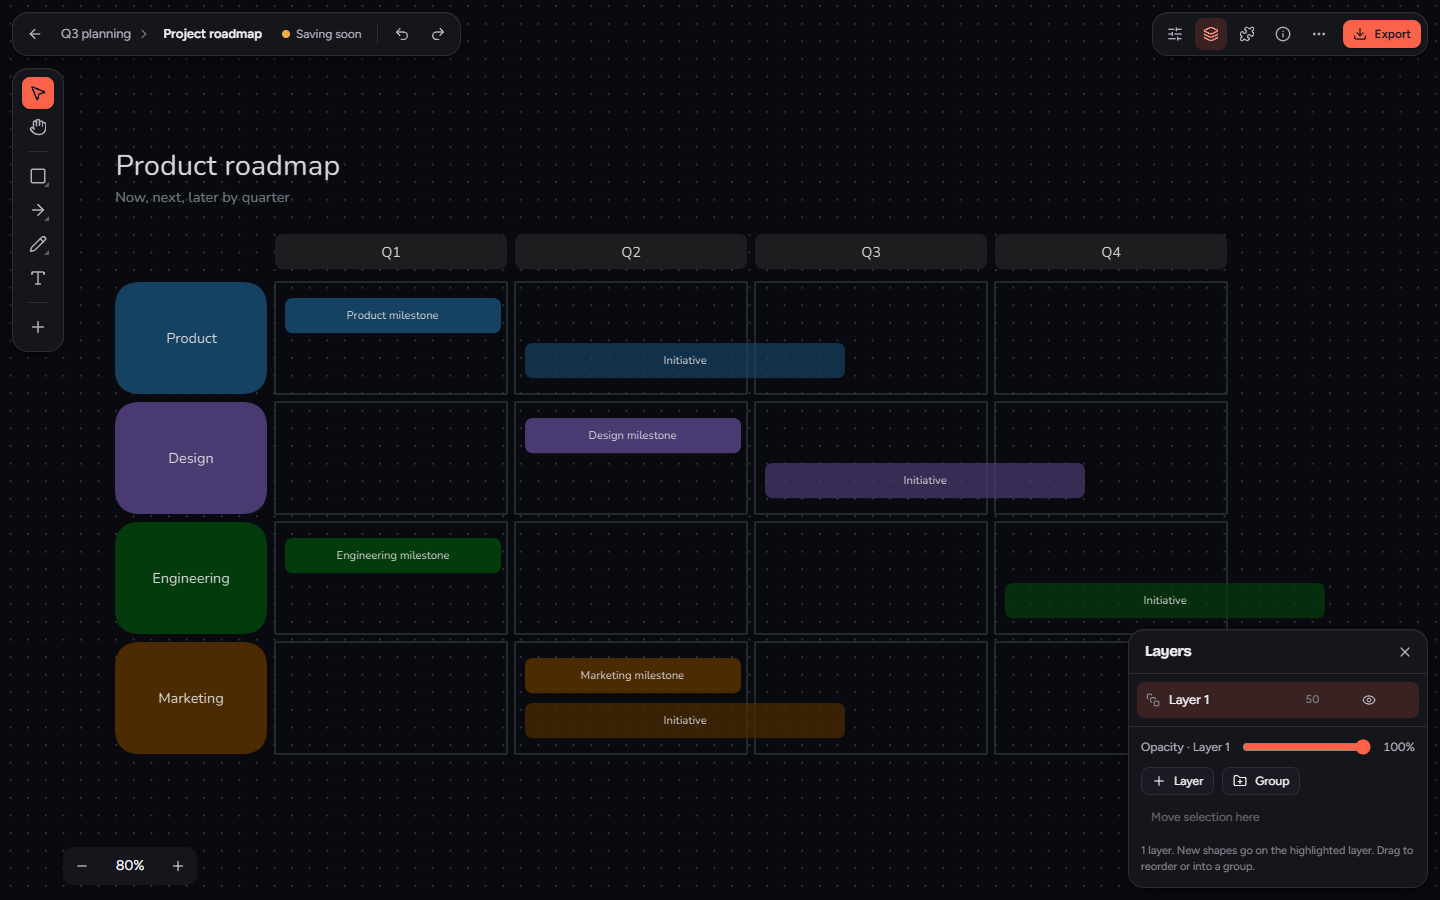 Q3 planning > Project roadmap Saving soon
Export
Product roadmap
Now, next, later by quarter
Q1 Q2 Q3 Q4
Product
Product milestone
Initiative
Design
Design milestone
Initiative
Engineering
Engineering milestone
Initiative
Marketing
Marketing milestone
Initiative
Layers
Layer 1 50
Opacity · Layer 1 100%
+ Layer Group
Move selection here
1 layer. New shapes go on the highlighted layer. Drag to
reorder or into a group.
− 80% +